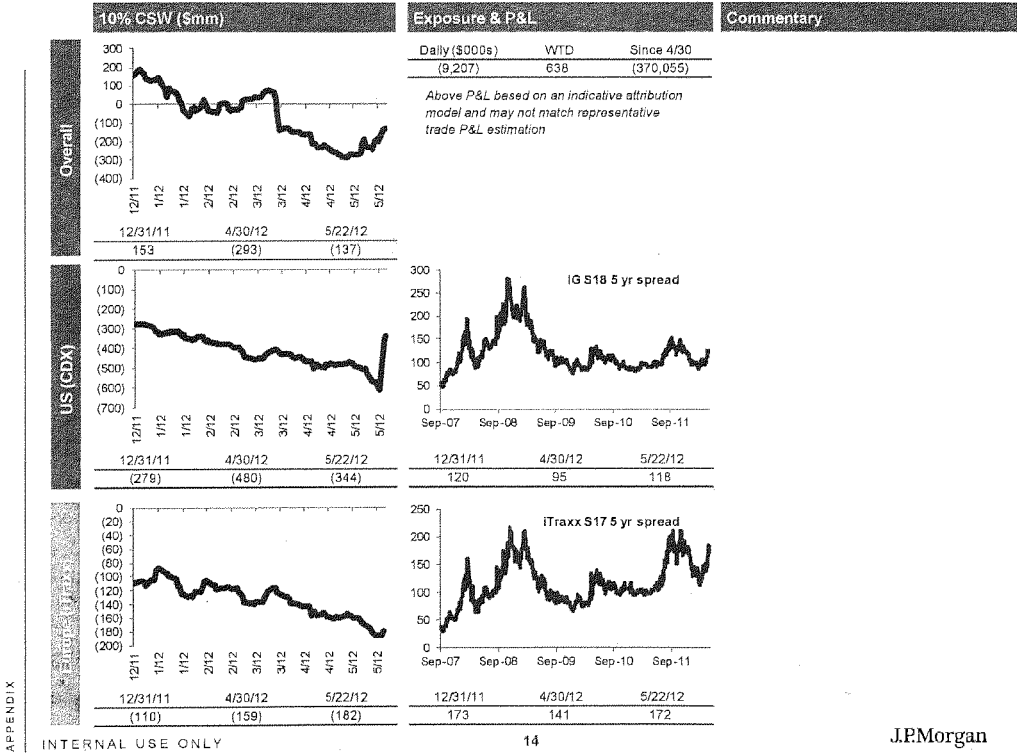 10% CSW ($mm)
Exposure & P&L
Commentary
Overall
300
200
100
0
(100)
(200)
(300)
(400)
12/11
1/12
1/12
2/12
2/12
3/12
3/12
4/12
4/12
5/12
5/12
12/31/11 4/30/12 5/22/12
153 (293) (137)
Daily ($000s) WTD Since 4/30
(9,207) 638 (370,055)
Above P&L based on an indicative attribution
model and may not match representative
trade P&L estimation
US (CDX)
0
(100)
(200)
(300)
(400)
(500)
(600)
(700)
12/11
1/12
1/12
2/12
2/12
3/12
3/12
4/12
4/12
5/12
5/12
12/31/11 4/30/12 5/22/12
(279) (480) (344)
IG S18 5 yr spread
300
250
200
150
100
50
0
Sep-07 Sep-08 Sep-09 Sep-10 Sep-11
12/31/11 4/30/12 5/22/12
120 95 118
0
(20)
(40)
(60)
(80)
(100)
(120)
(140)
(160)
(180)
(200)
12/11
1/12
1/12
2/12
2/12
3/12
3/12
4/12
4/12
5/12
5/12
12/31/11 4/30/12 5/22/12
(110) (159) (182)
iTraxx S17 5 yr spread
250
200
150
100
50
0
Sep-07 Sep-08 Sep-09 Sep-10 Sep-11
12/31/11 4/30/12 5/22/12
173 141 172
APPENDIX
INTERNAL USE ONLY
14
J.P.Morgan